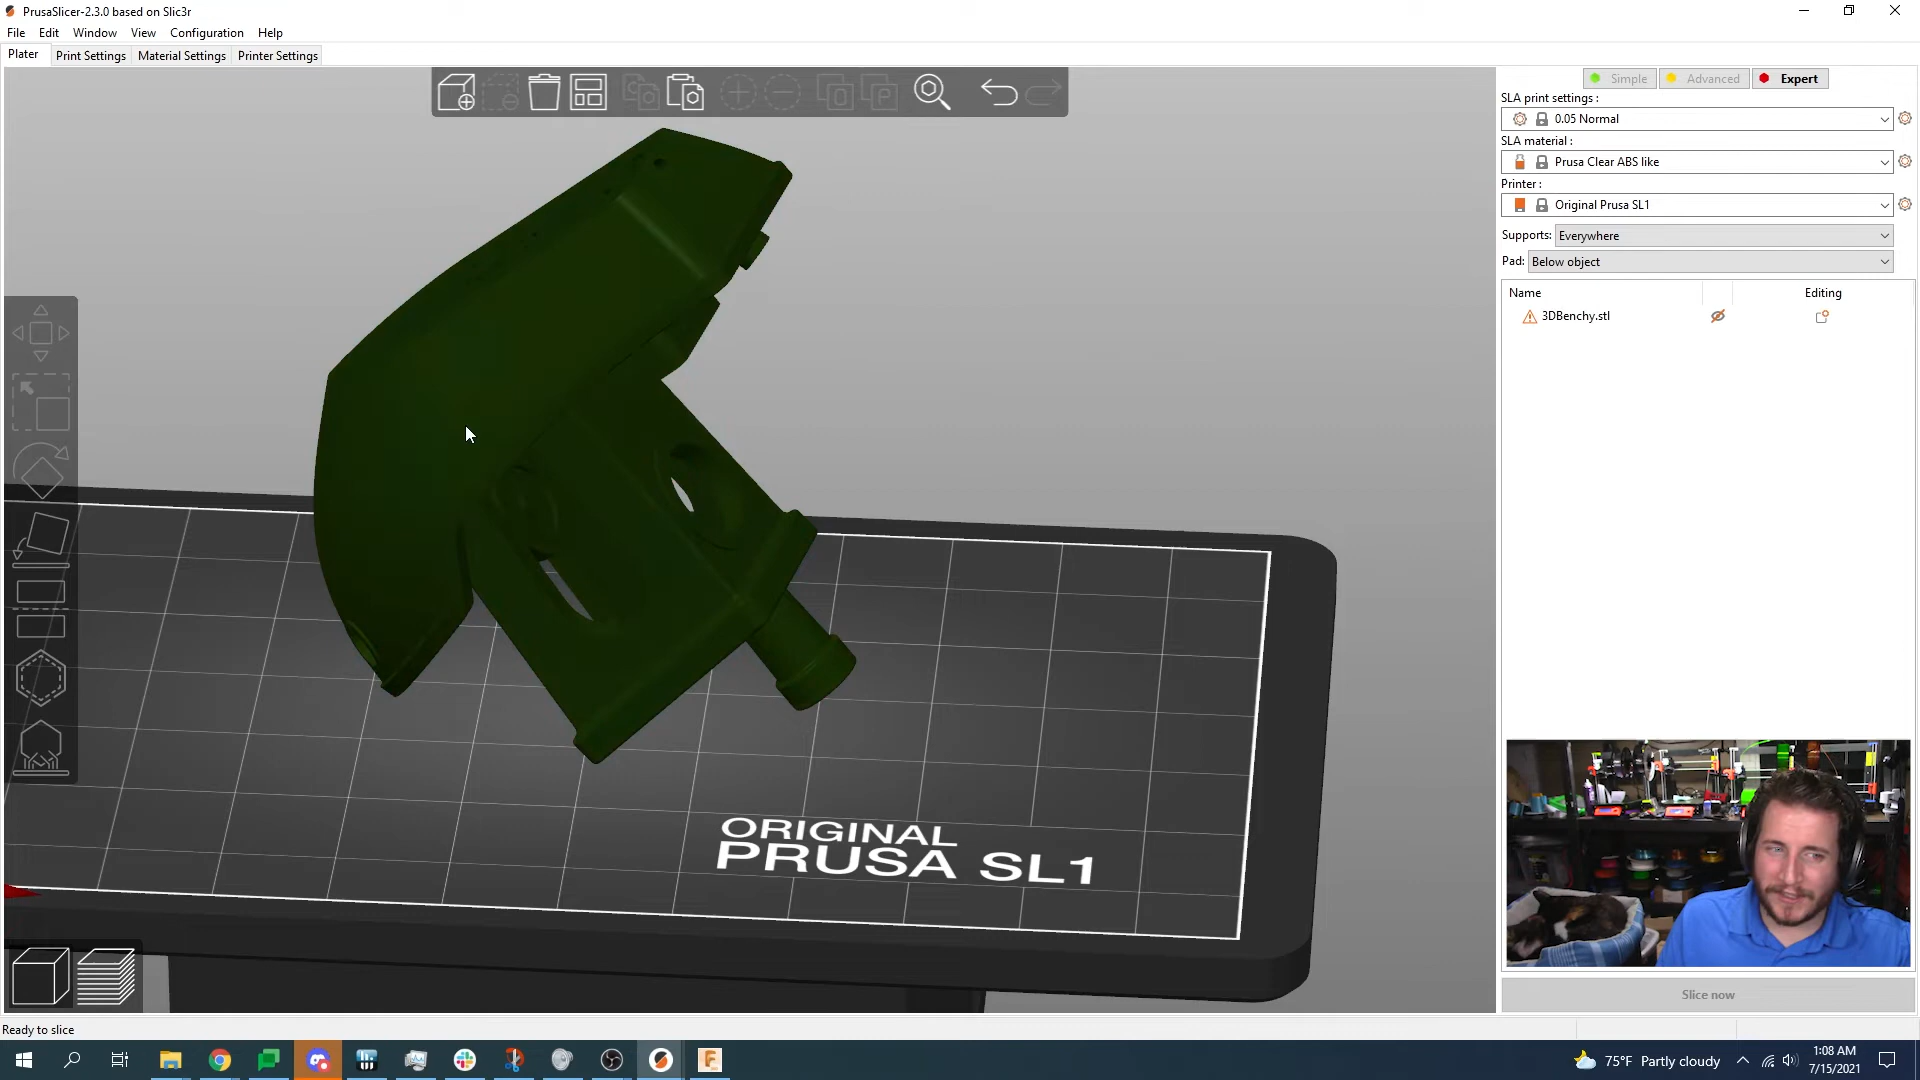 PrusaSlicer-2.3.0 based on Slic3r
File Edit Window View Configuration Help
Plater Print Settings Material Settings Printer Settings
Simple Advanced Expert
SLA print settings :
0.05 Normal
SLA material :
Prusa Clear ABS like
Printer :
Original Prusa SL1
Supports: Everywhere
Pad: Below object
Name Editing
3DBenchy.stl
ORIGINAL
PRUSA SL1
Slice now
Ready to slice
75°F Partly cloudy
1:08 AM
7/15/2021